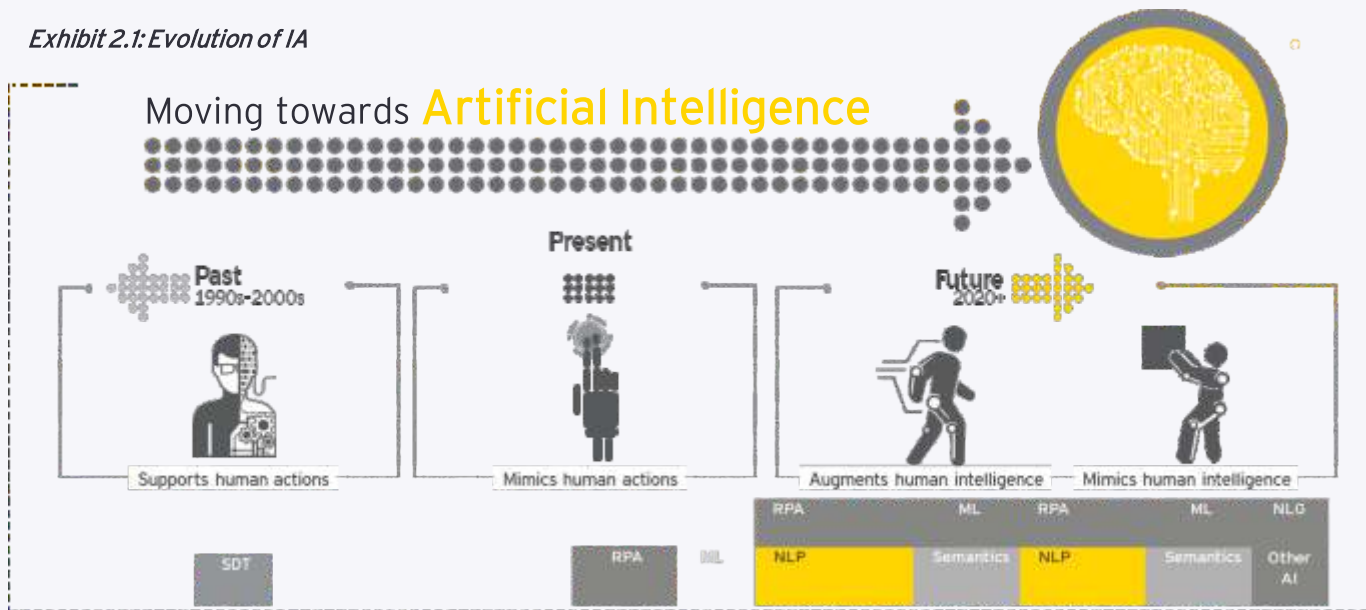 Exhibit 2.1: Evolution of IA
Moving towards Artificial Intelligence
Past
1990s-2000s
Present
Future
2020+
Supports human actions
Mimics human actions
Augments human intelligence
Mimics human intelligence
RPA ML RPA ML NLG
SDT
RPA
ML
NLP Semantics NLP Semantics Other
AI